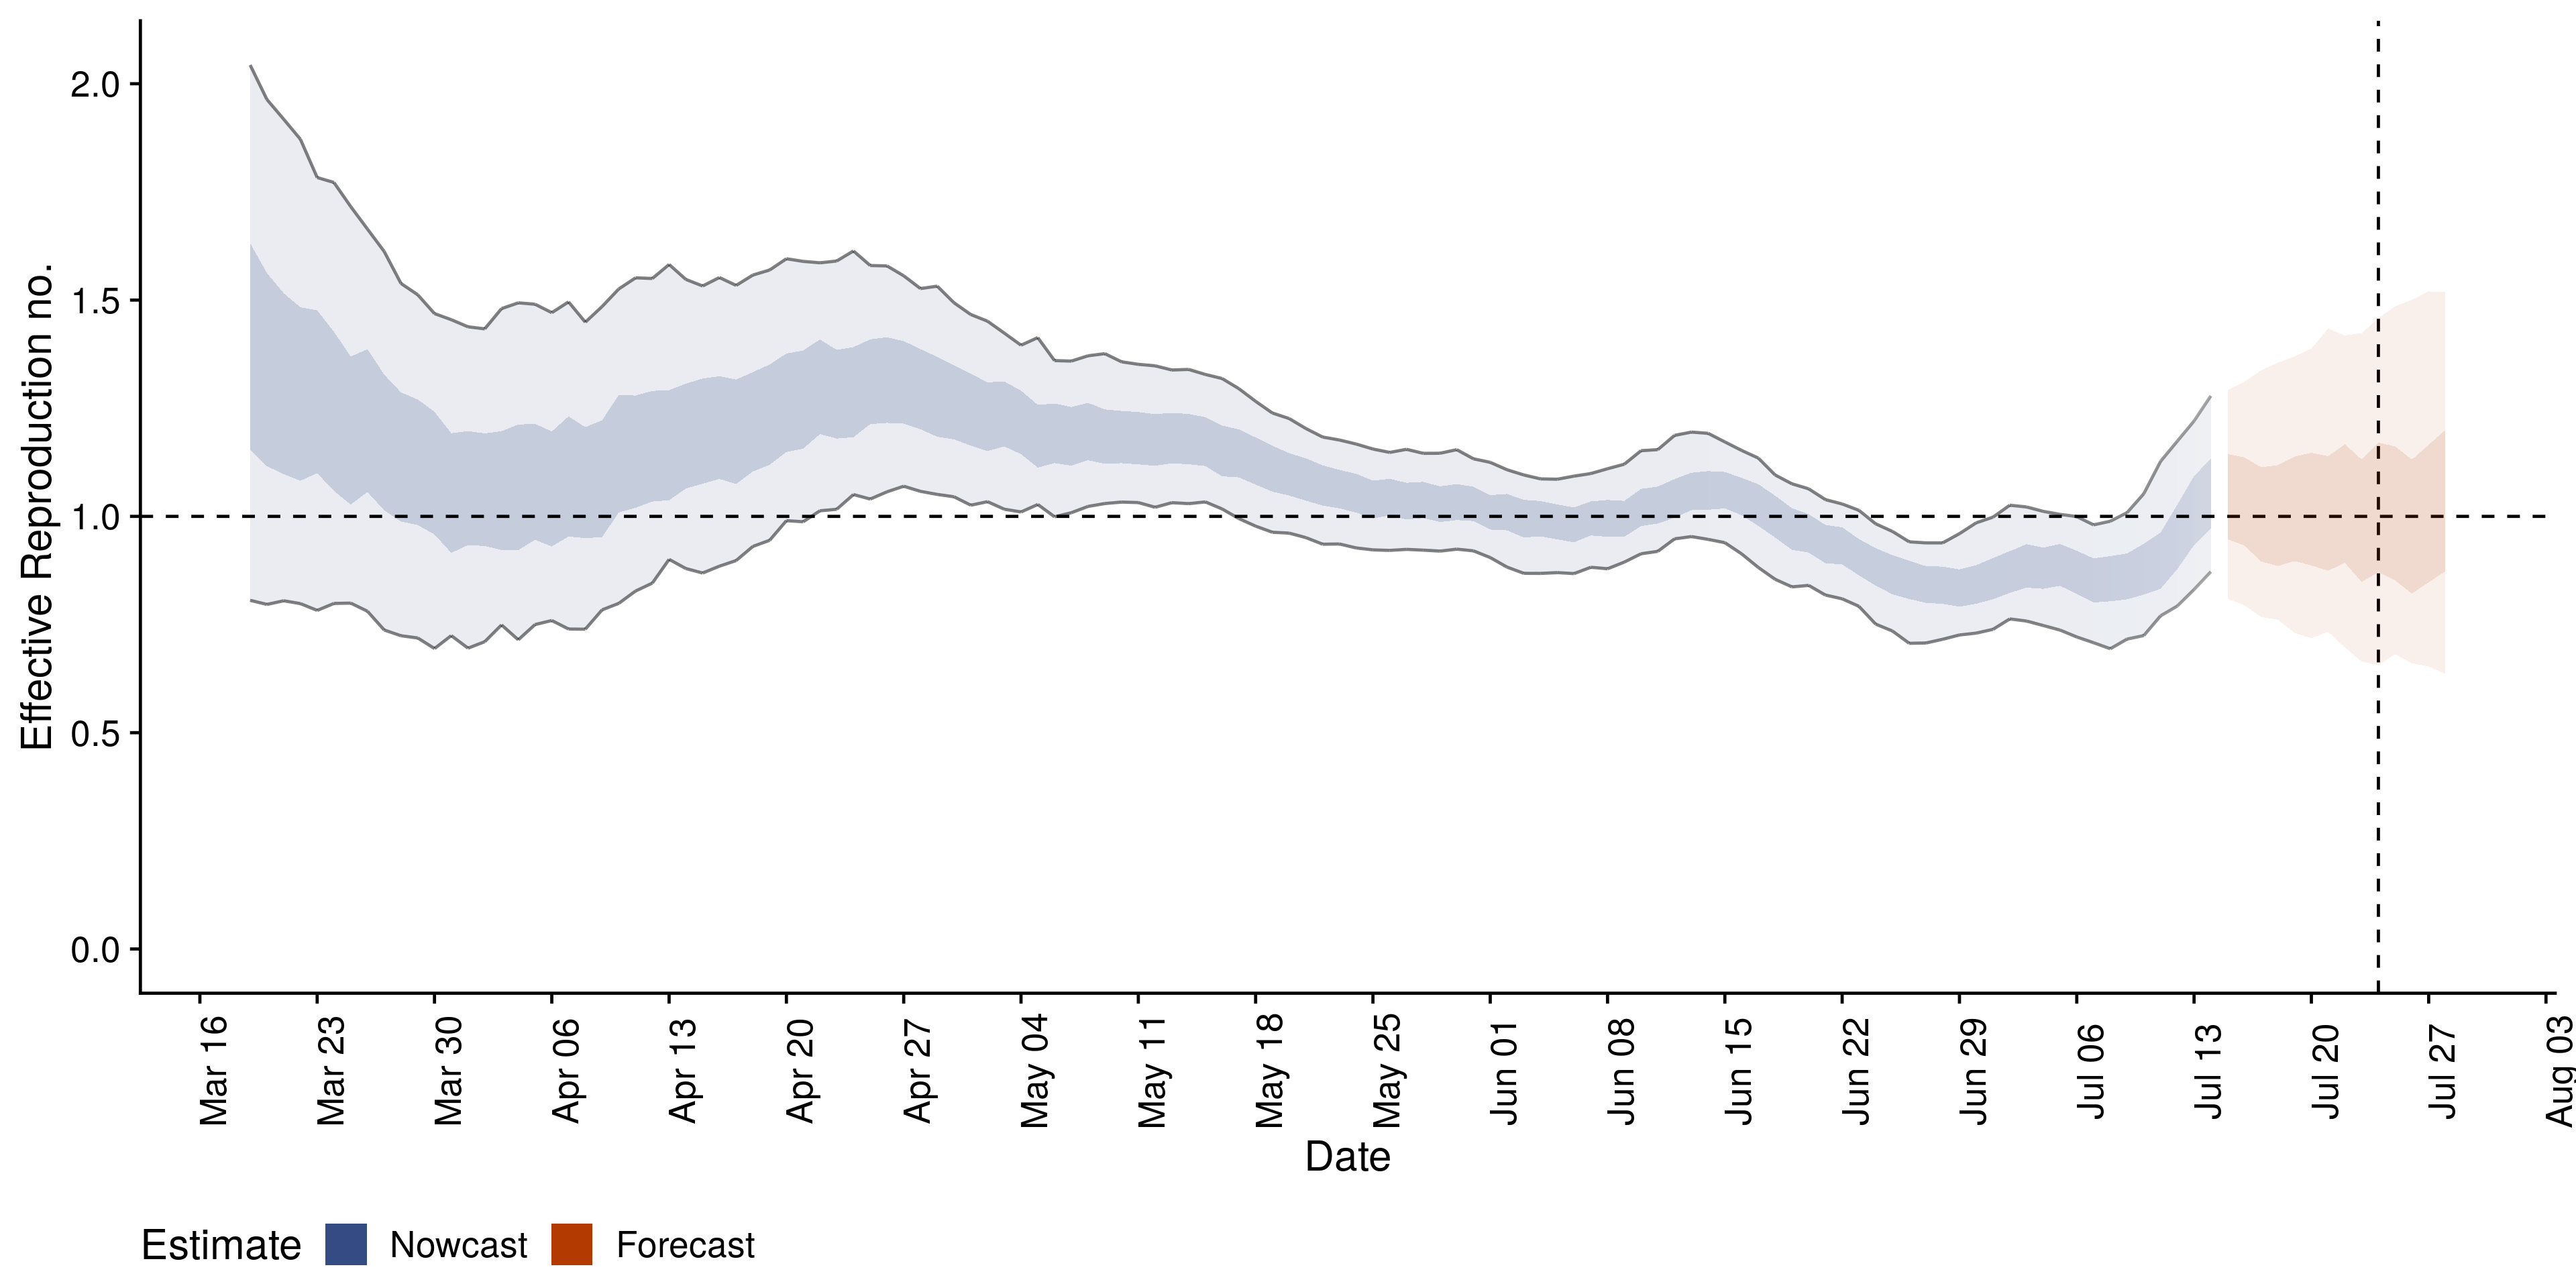 Effective Reproduction no.
2.0
1.5
1.0
0.5
0.0
Mar 16
Mar 23
Mar 30
Apr 06
Apr 13
Apr 20
Apr 27
May 04
May 11
May 18
May 25
Jun 01
Jun 08
Jun 15
Jun 22
Jun 29
Jul 06
Jul 13
Jul 20
Jul 27
Aug 03
Date
Estimate Nowcast Forecast